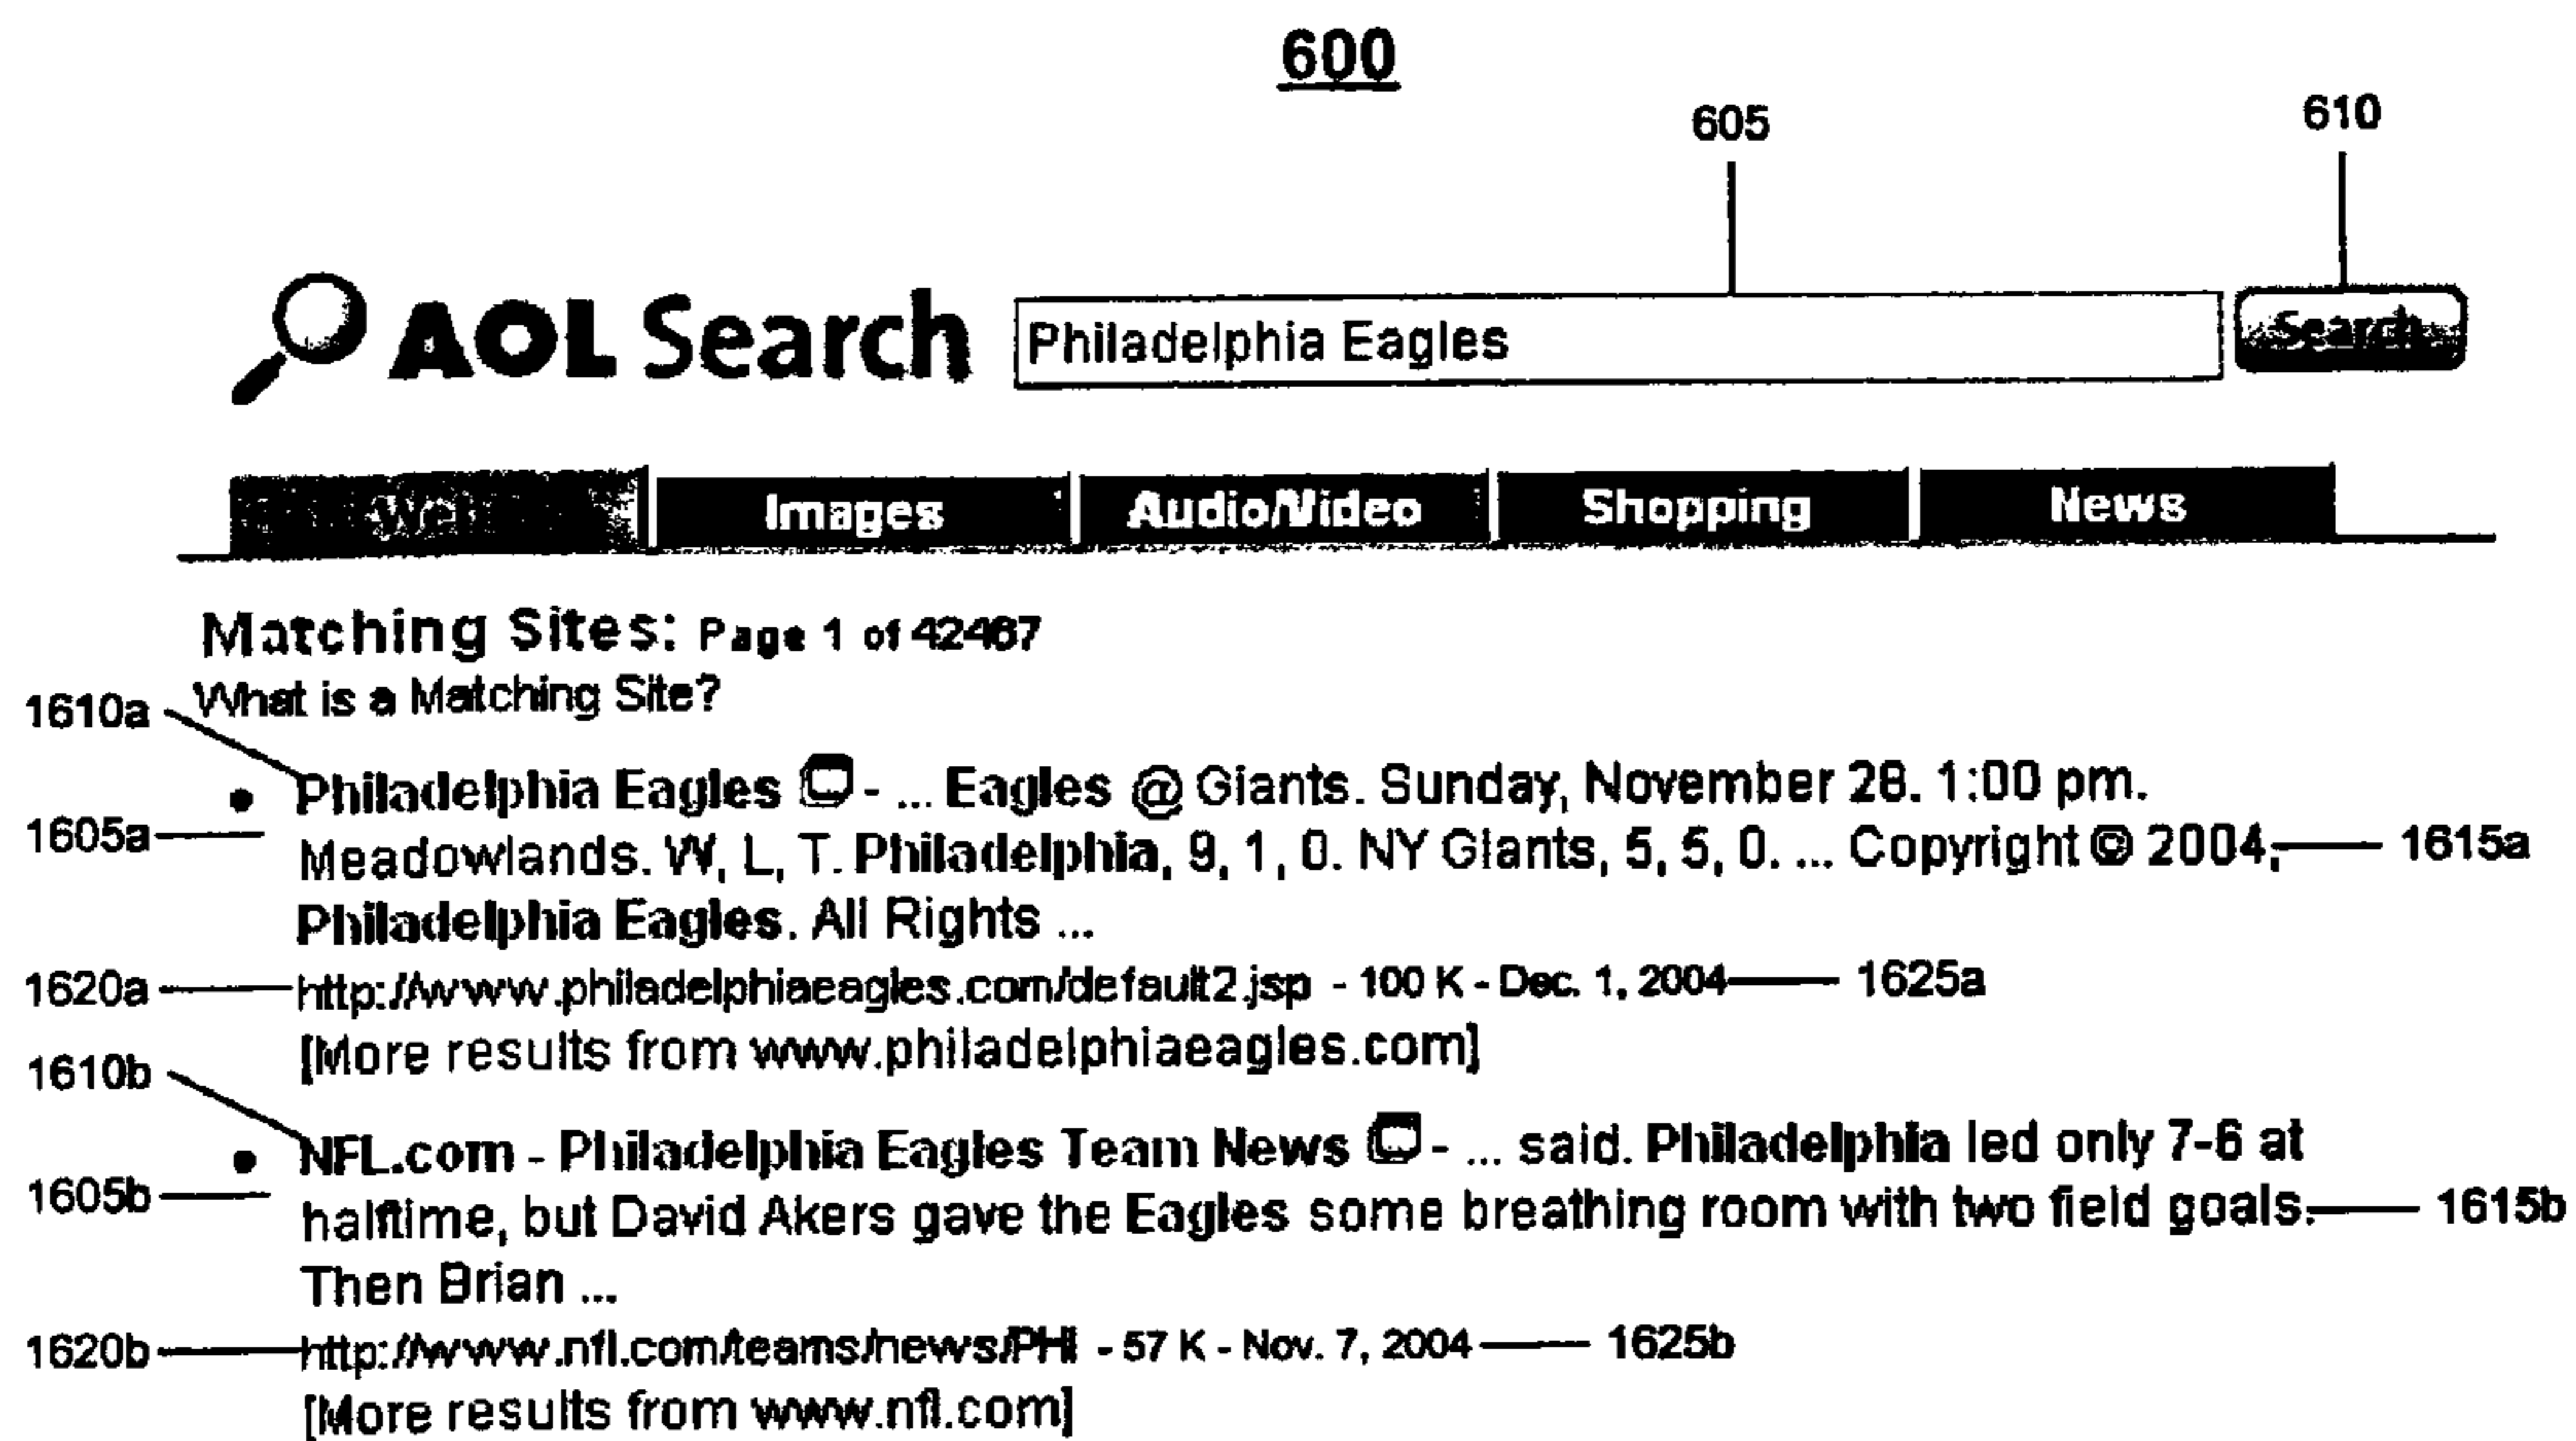 600
605
610
AOL Search
Philadelphia Eagles
Search
Web
Images
Audio/Video
Shopping
News
Matching Sites: Page 1 of 42467
What is a Matching Site?
1610a
Philadelphia Eagles - ... Eagles @ Giants. Sunday, November 28. 1:00 pm.
1605a
Meadowlands. W, L, T. Philadelphia, 9, 1, 0. NY Giants, 5, 5, 0. ... Copyright © 2004,
1615a
Philadelphia Eagles. All Rights ...
1620a
http://www.philadelphiaeagles.com/default2.jsp - 100 K - Dec. 1, 2004
1625a
[More results from www.philadelphiaeagles.com]
1610b
• NFL.com - Philadelphia Eagles Team News - ... said. Philadelphia led only 7-6 at
1605b
halftime, but David Akers gave the Eagles some breathing room with two field goals.
1615b
Then Brian ...
1620b
http://www.nfl.com/teams/news/PHI - 57 K - Nov. 7, 2004
1625b
[More results from www.nfl.com]